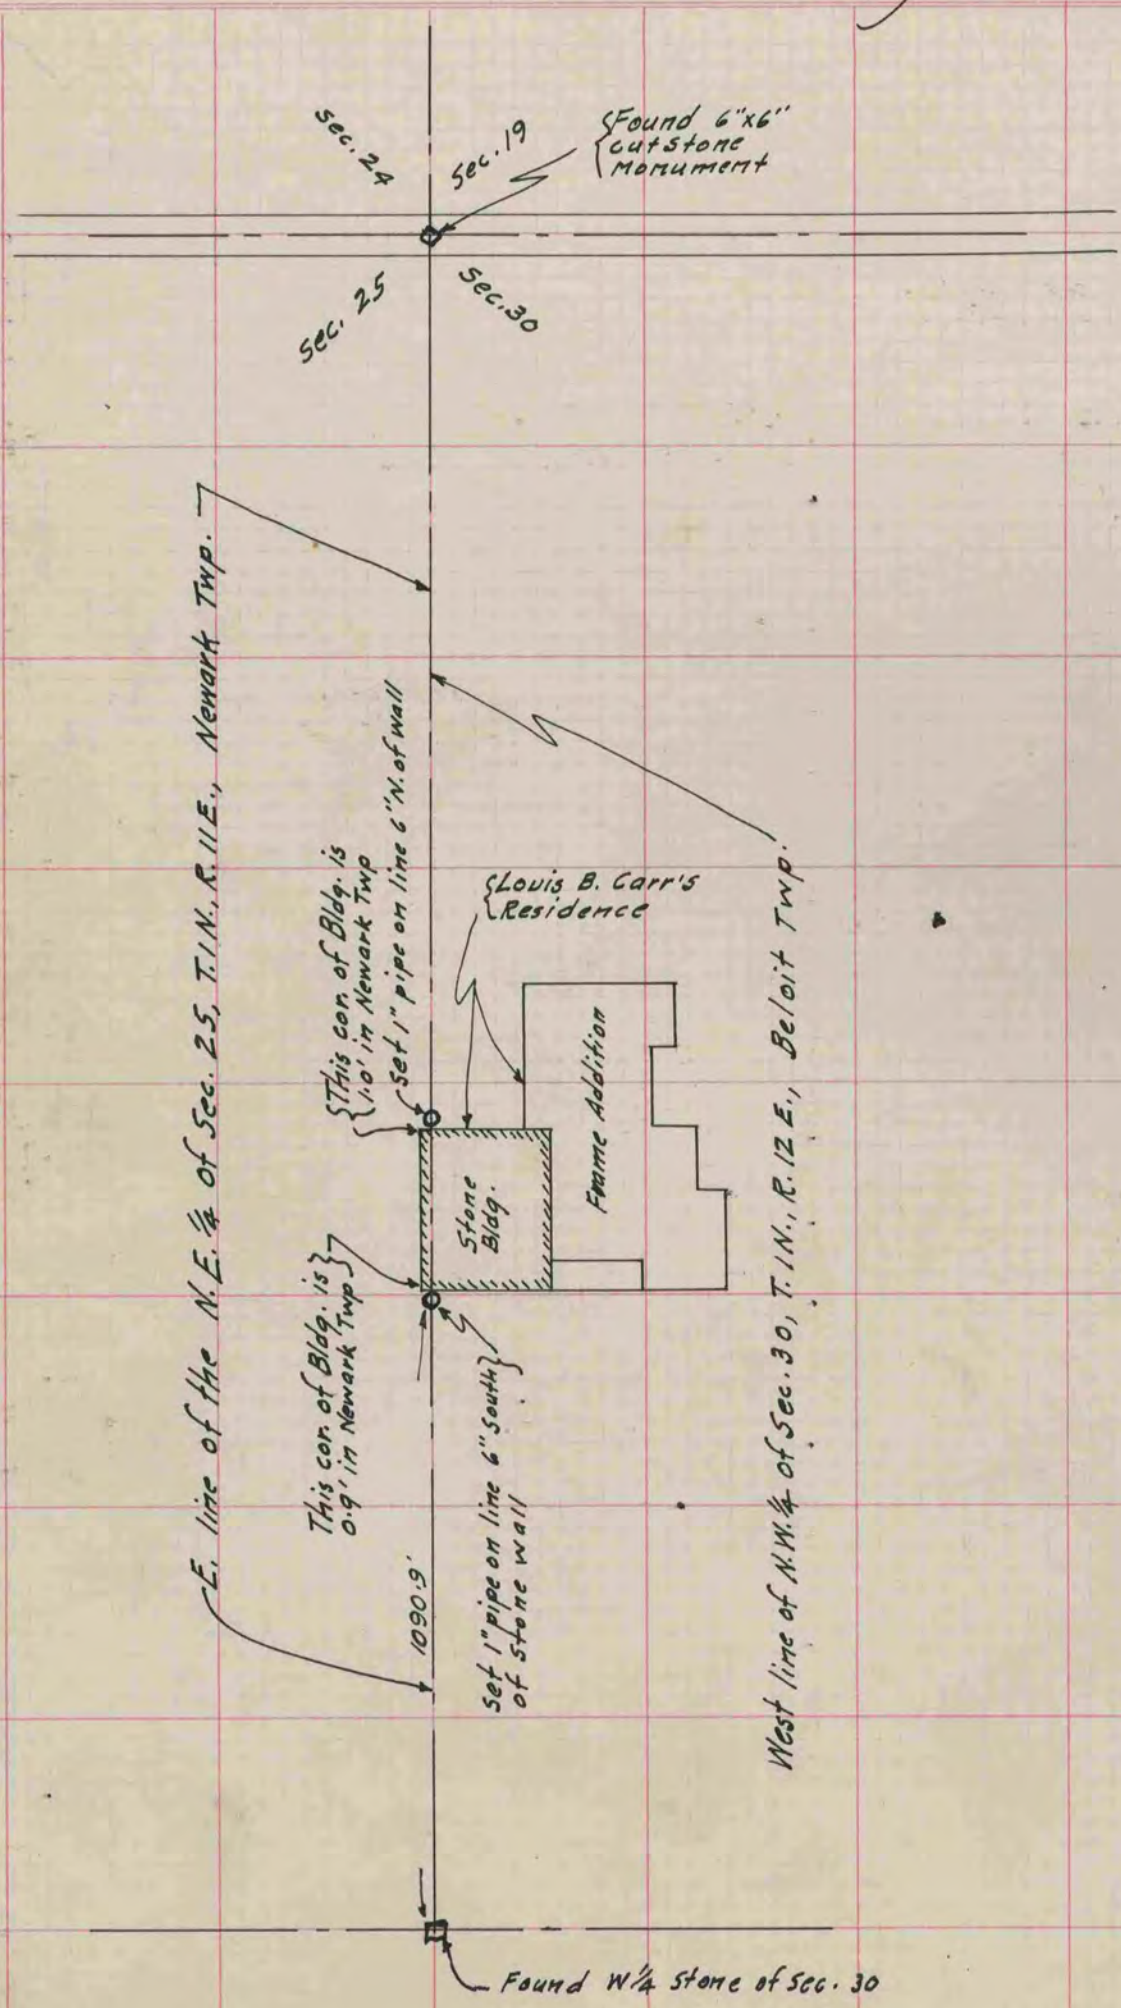 Sec. 24
Sec. 19
Found 6"x6"
cut stone
Monument
Sec. 25
Sec. 30
E. line of the N.E. ¼ of Sec. 25, T.1N., R.11E., Newark Twp.
This cor. of Bldg. is
1.0' in Newark Twp
Set 1" pipe on line 6" N. of wall
Louis B. Carr's
Residence
Frame Addition
Stone
Bldg.
This cor. of Bldg. is
0.9' in Newark Twp
1090.9'
Set 1" pipe on line 6" South
of stone wall
West line of N.W. ¼ of Sec. 30, T. 1N., R. 12 E., Beloit Twp.
Found W¼ Stone of Sec. 30